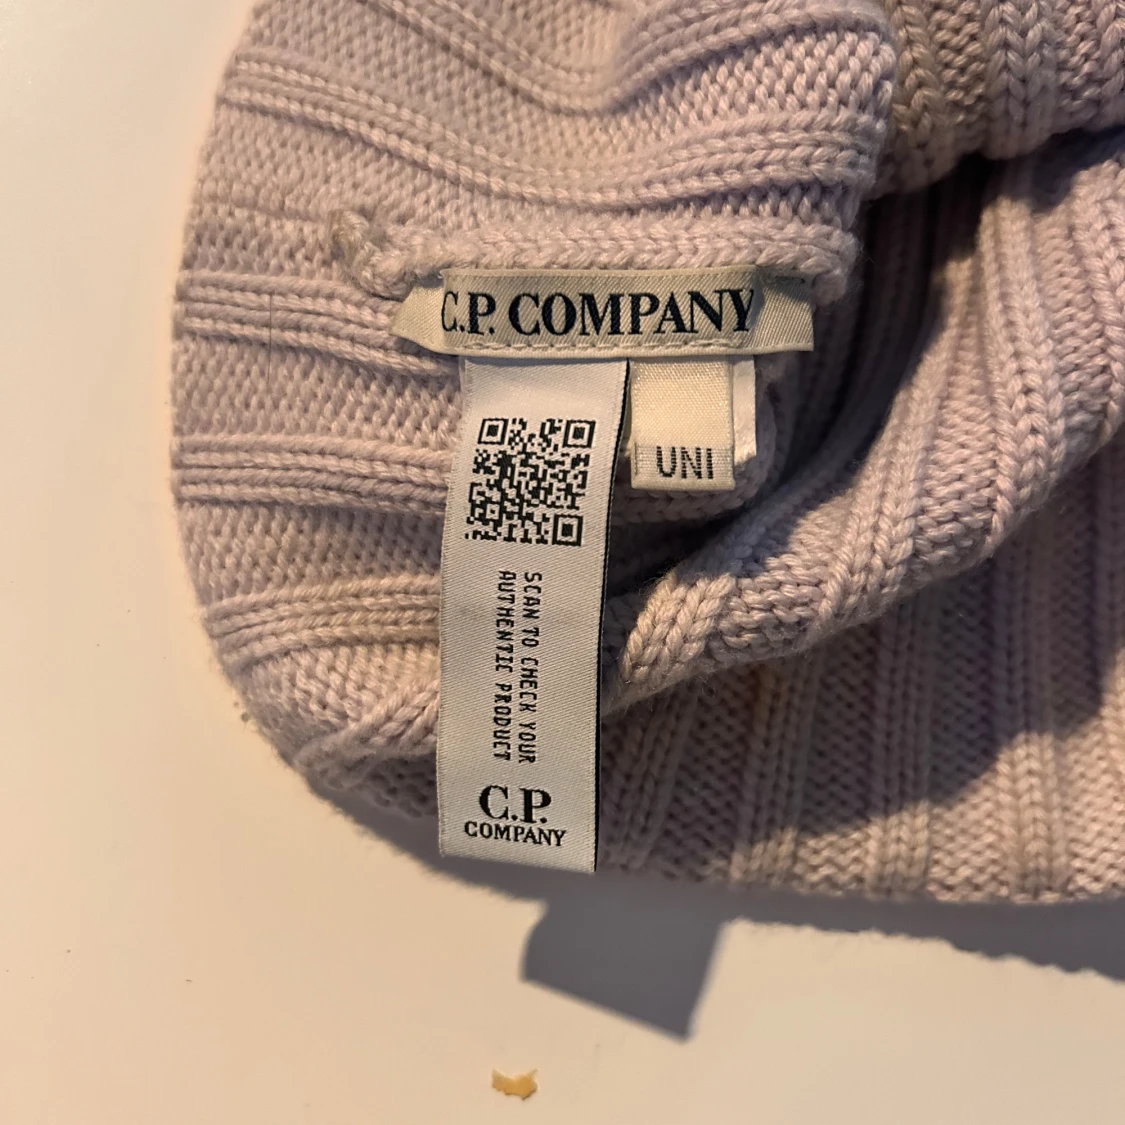 C.P. COMPANY
UNI
SCAN TO CHECK YOUR
AUTHENTIC PRODUCT
C.P.
COMPANY